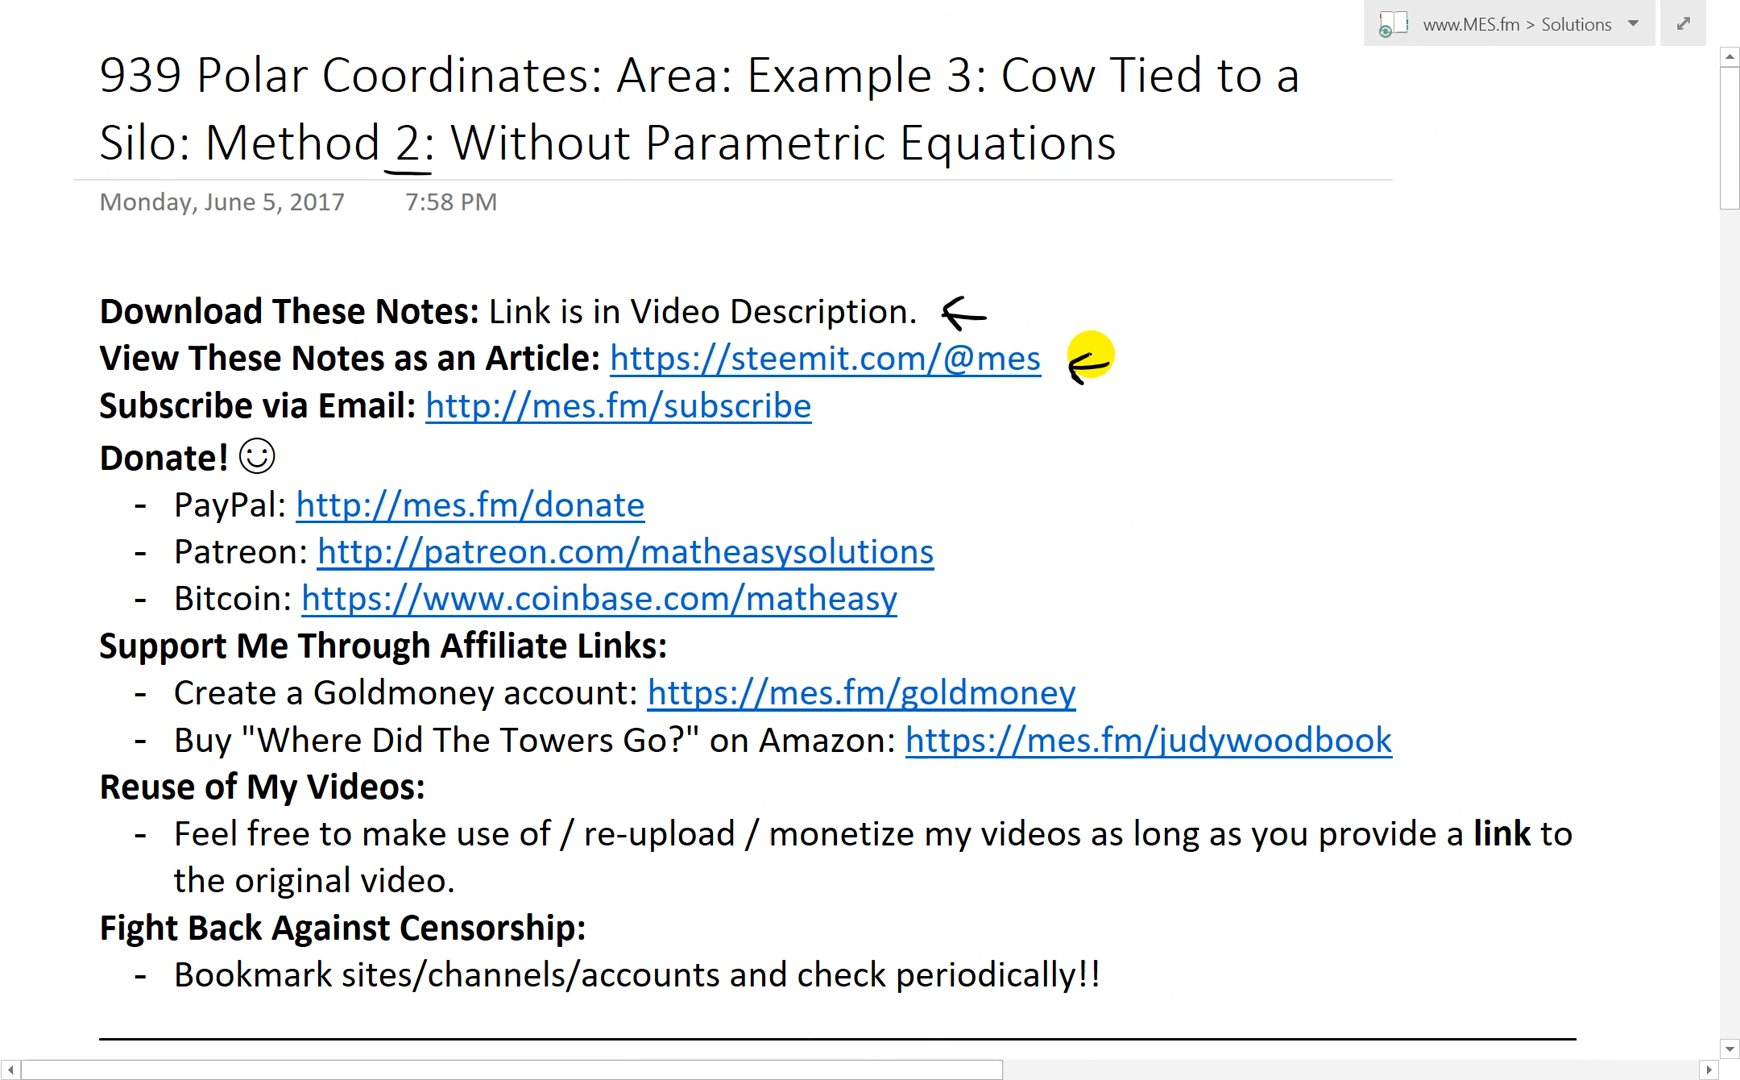 www.MES.fm > Solutions
939 Polar Coordinates: Area: Example 3: Cow Tied to a
Silo: Method 2: Without Parametric Equations
Monday, June 5, 2017 7:58 PM
Download These Notes: Link is in Video Description.
View These Notes as an Article: https://steemit.com/@mes
Subscribe via Email: http://mes.fm/subscribe
Donate! ☺
- PayPal: http://mes.fm/donate
- Patreon: http://patreon.com/matheasysolutions
- Bitcoin: https://www.coinbase.com/matheasy
Support Me Through Affiliate Links:
- Create a Goldmoney account: https://mes.fm/goldmoney
- Buy "Where Did The Towers Go?" on Amazon: https://mes.fm/judywoodbook
Reuse of My Videos:
- Feel free to make use of / re-upload / monetize my videos as long as you provide a link to
the original video.
Fight Back Against Censorship:
- Bookmark sites/channels/accounts and check periodically!!